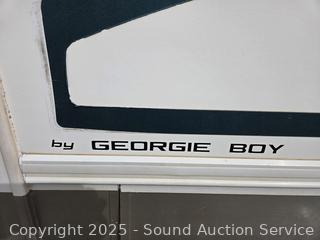 by GEORGIE BOY
Copyright 2025 - Sound Auction Service